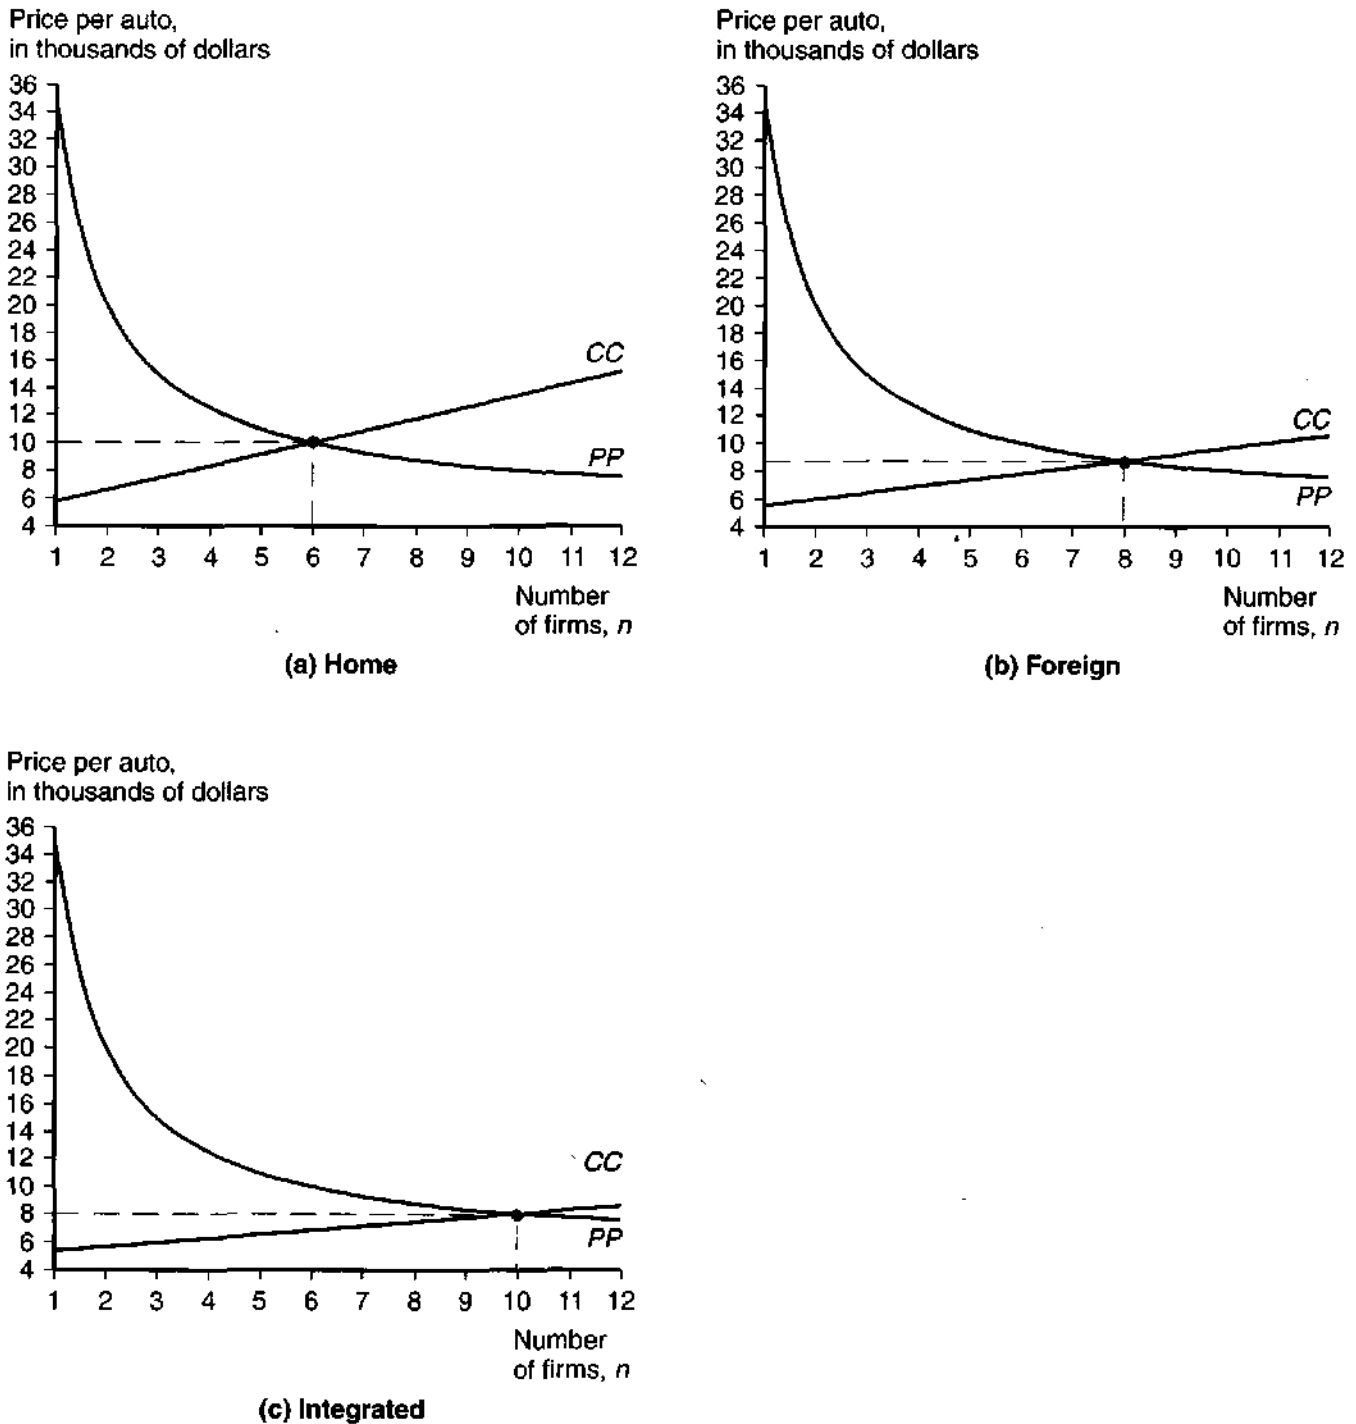 Price per auto,
in thousands of dollars
36
34
32
30
28
26
24
22
20
18
16
14
12
10
8
6
4
CC
PP
1 2 3 4 5 6 7 8 9 10 11 12
Number
of firms, n
(a) Home
Price per auto,
in thousands of dollars
36
34
32
30
28
26
24
22
20
18
16
14
12
10
8
6
4
CC
PP
1 2 3 4 5 6 7 8 9 10 11 12
Number
of firms, n
(b) Foreign
Price per auto,
in thousands of dollars
36
34
32
30
28
26
24
22
20
18
16
14
12
10
8
6
4
CC
PP
1 2 3 4 5 6 7 8 9 10 11 12
Number
of firms, n
(c) Integrated